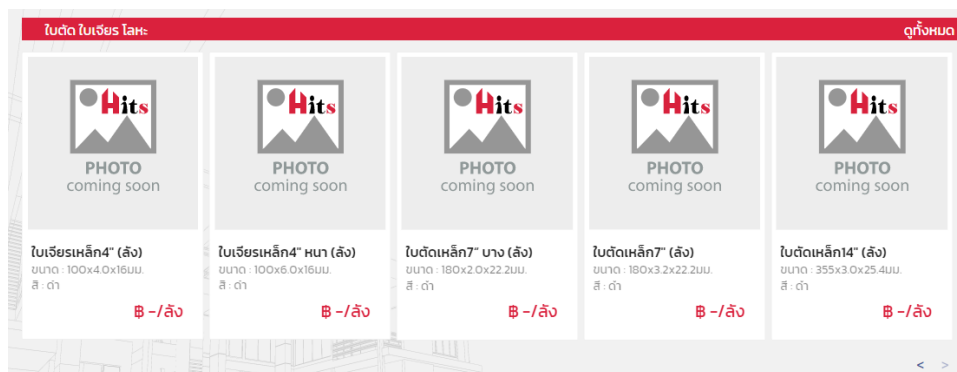 ใบตัด ใบเจียร โลหะ ดูทั้งหมด
Hits Hits Hits Hits Hits
PHOTO PHOTO PHOTO PHOTO PHOTO
coming soon coming soon coming soon coming soon coming soon
ใบเจียรเหล็ก4" (ลัง)
ขนาด : 100x4.0x16มม.
สี : ดำ
฿ -/ลัง
ใบเจียรเหล็ก4" หนา (ลัง)
ขนาด : 100x6.0x16มม.
สี : ดำ
฿ -/ลัง
ใบตัดเหล็ก7" บาง (ลัง)
ขนาด : 180x2.0x22.2มม.
สี : ดำ
฿ -/ลัง
ใบตัดเหล็ก7" (ลัง)
ขนาด : 180x3.2x22.2มม.
สี : ดำ
฿ -/ลัง
ใบตัดเหล็ก14" (ลัง)
ขนาด : 355x3.0x25.4มม.
สี : ดำ
฿ -/ลัง
< >